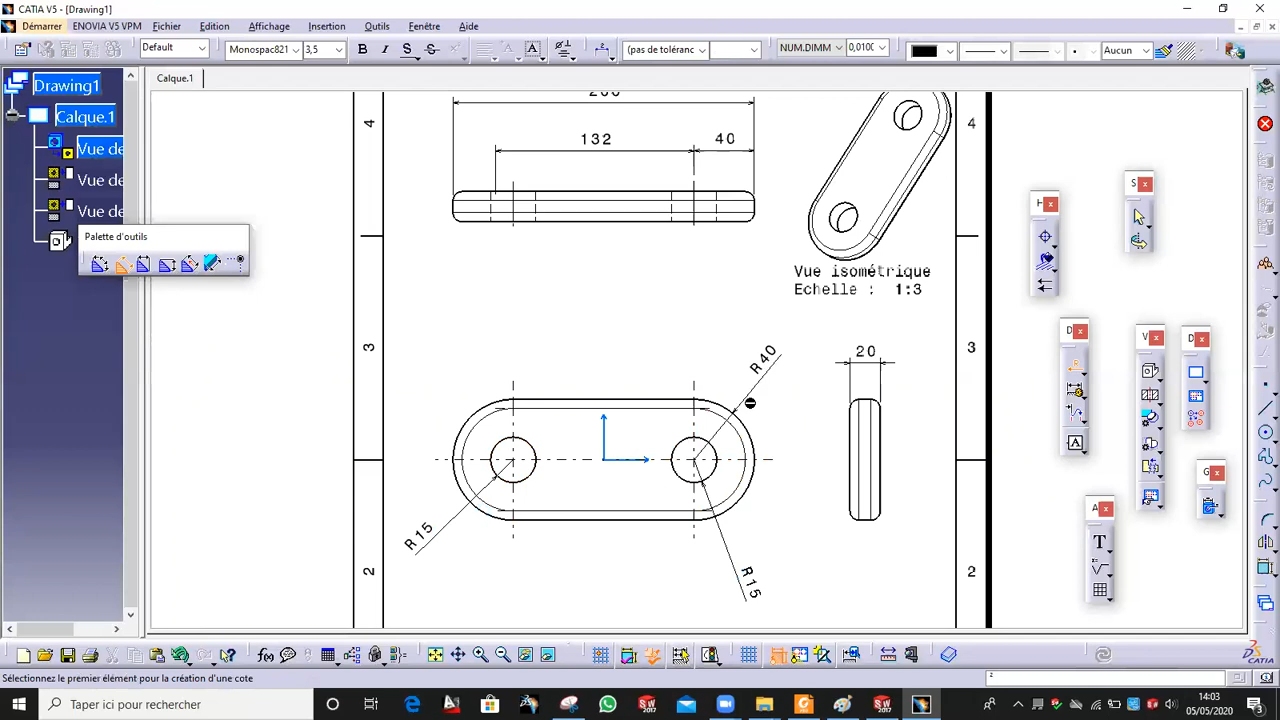 CATIA V5 - [Drawing1]
Démarrer ENOVIA V5 VPM Fichier Edition Affichage Insertion Outils Fenêtre Aide
Default Monospac821 3,5 B I S S (pas de toléranc NUM.DIMM 0,0100 Aucun
Drawing1
Calque.1
Vue de
Vue de
Vue de
Palette d'outils
Calque.1
4
4
132
40
Vue isométrique
Echelle : 1:3
3
3
R40
20
R15
R15
2
2
H
S
D
V
D
G
A
Sélectionnez le premier élément pour la création d'une cote
CATIA
Taper ici pour rechercher
14:03
05/05/2020